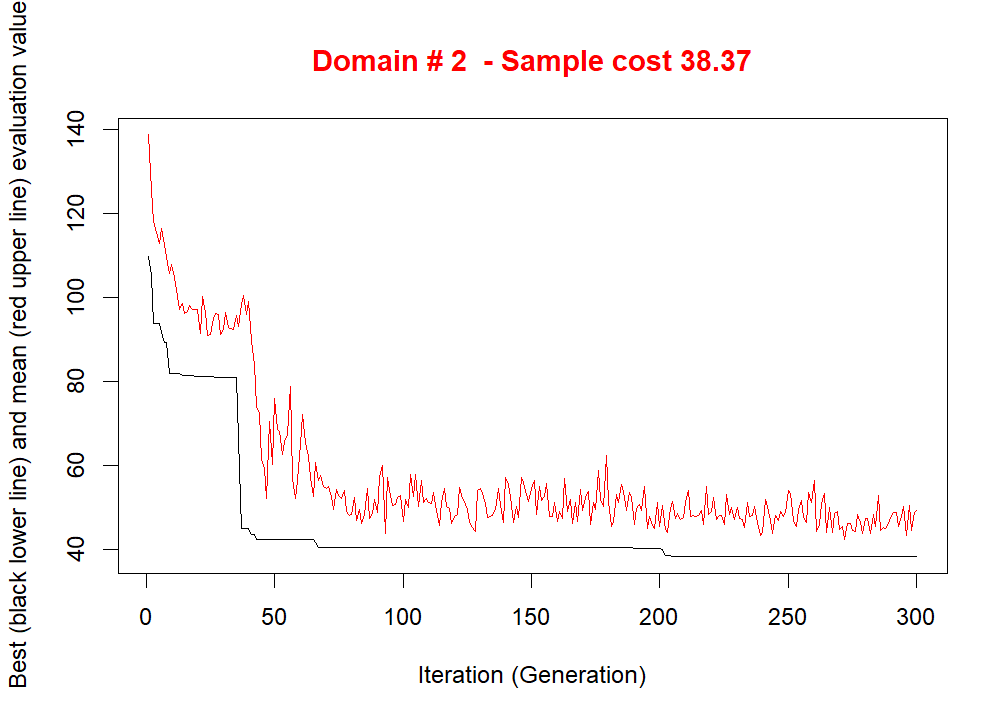 Domain # 2  - Sample cost 38.37
Best (black lower line) and mean (red upper line) evaluation value
140
120
100
80
60
40
0 50 100 150 200 250 300
Iteration (Generation)